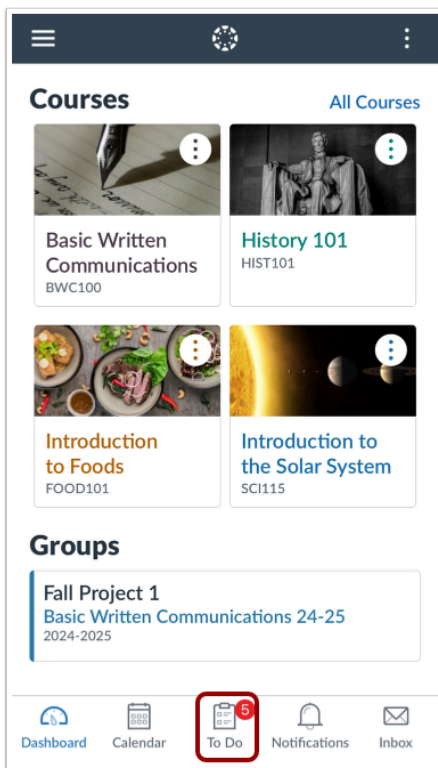 Courses
All Courses
Basic Written
Communications
BWC100
History 101
HIST101
Introduction
to Foods
FOOD101
Introduction to
the Solar System
SCI115
Groups
Fall Project 1
Basic Written Communications 24-25
2024-2025
5
Dashboard
Calendar
To Do
Notifications
Inbox